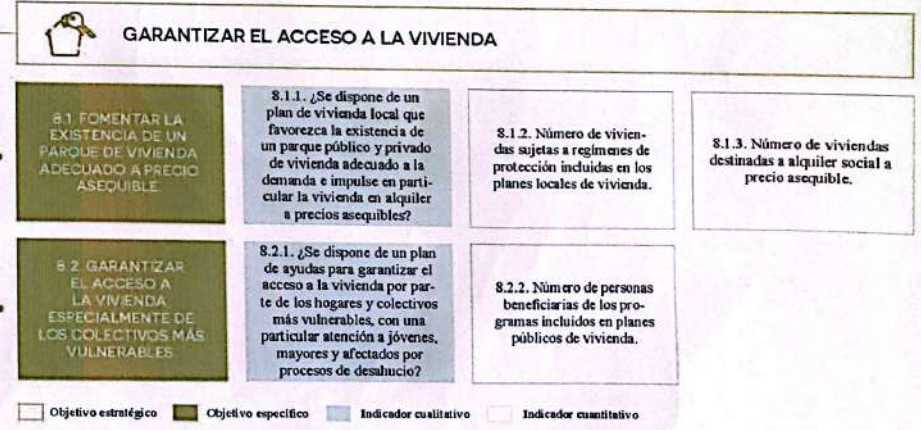 GARANTIZAR EL ACCESO A LA VIVIENDA
8.1. FOMENTAR LA
EXISTENCIA DE UN
PARQUE DE VIVIENDA
ADECUADO A PRECIO
ASEQUIBLE.
8.1.1. ¿Se dispone de un
plan de vivienda local que
favorezca la existencia de
un parque público y privado
de vivienda adecuado a la
demanda e impulse en parti-
cular la vivienda en alquiler
a precios asequibles?
8.1.2. Número de vivien-
das sujetas a regímenes de
protección incluidas en los
planes locales de vivienda.
8.1.3. Número de viviendas
destinadas a alquiler social a
precio asequible.
8.2. GARANTIZAR
EL ACCESO A
LA VIVIENDA
ESPECIALMENTE DE
LOS COLECTIVOS MÁS
VULNERABLES
8.2.1. ¿Se dispone de un plan
de ayudas para garantizar el
acceso a la vivienda por par-
te de los hogares y colectivos
más vulnerables, con una
particular atención a jóvenes,
mayores y afectados por
procesos de desahucio?
8.2.2. Número de personas
beneficiarias de los pro-
gramas incluidos en planes
públicos de vivienda.
Objetivo estratégico Objetivo específico Indicador cualitativo Indicador cuantitativo